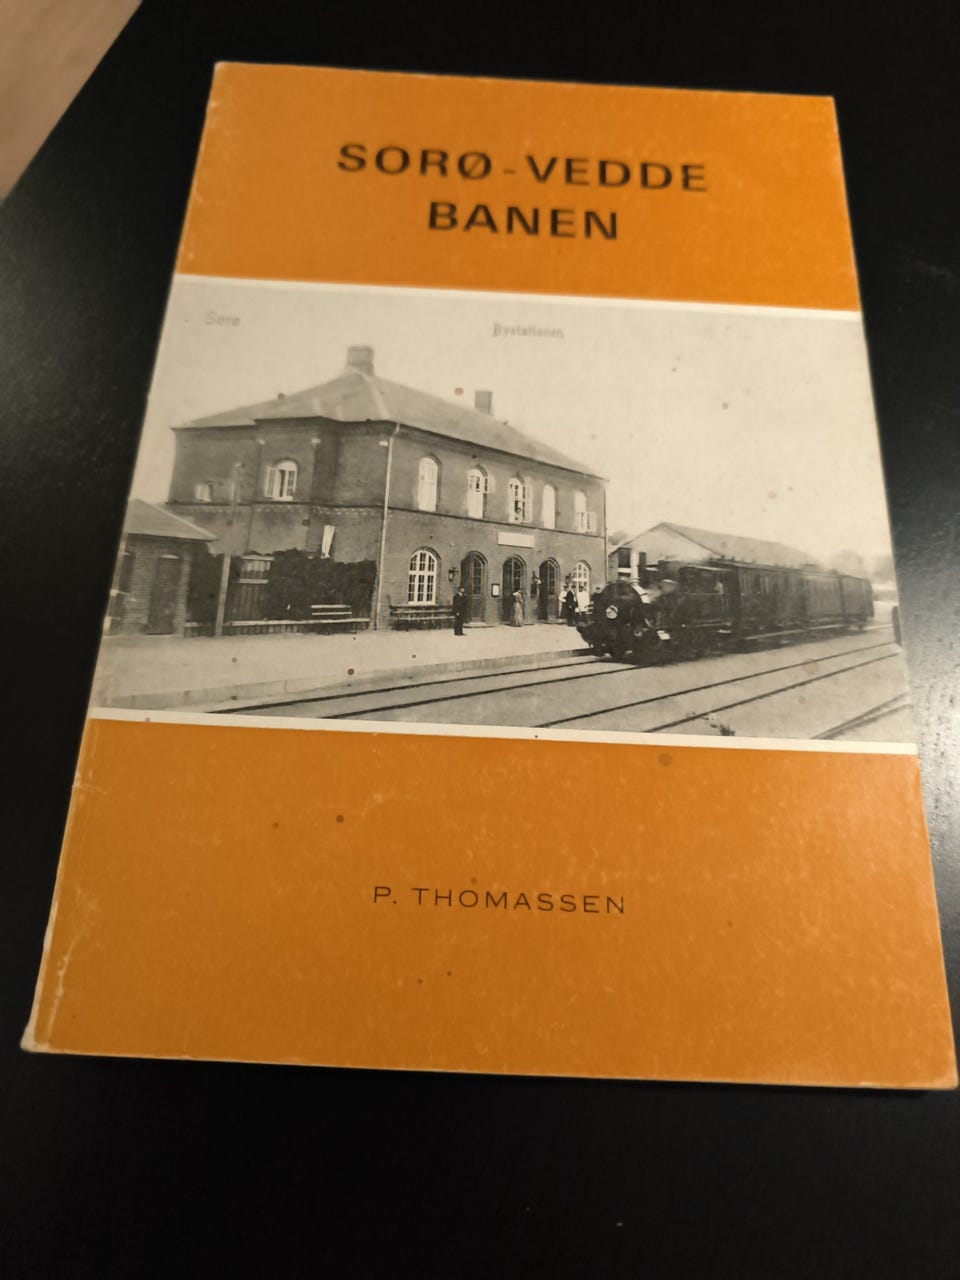 SORØ-VEDDE
BANEN
Sorø
Bystationen
P. THOMASSEN